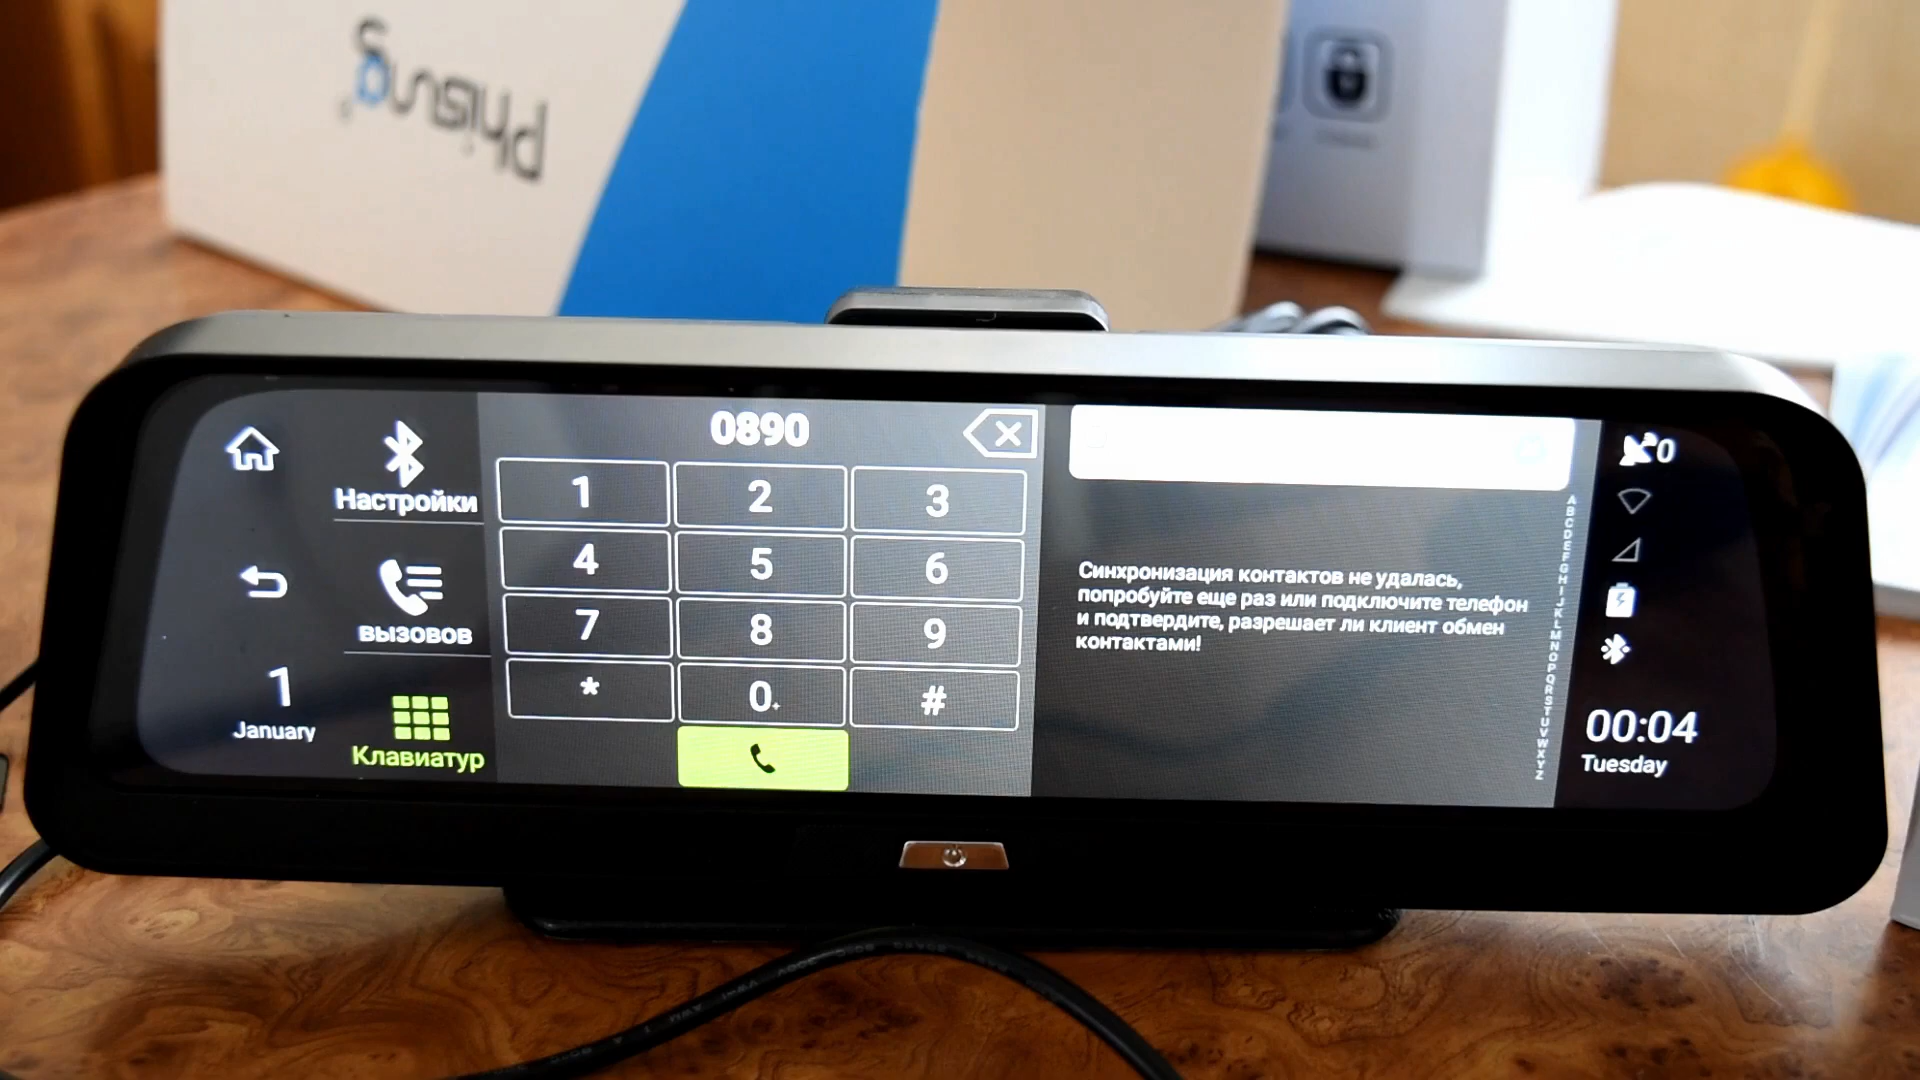 phisung
0890
Настройки
вызовов
1
January
Клавиатур
1
2
3
4
5
6
7
8
9
*
0+
#
Синхронизация контактов не удалась,
попробуйте еще раз или подключите телефон
и подтвердите, разрешает ли клиент обмен
контактами!
A
B
C
D
E
F
G
H
I
J
K
L
M
N
O
P
Q
R
S
T
U
V
W
X
Y
Z
0
00:04
Tuesday